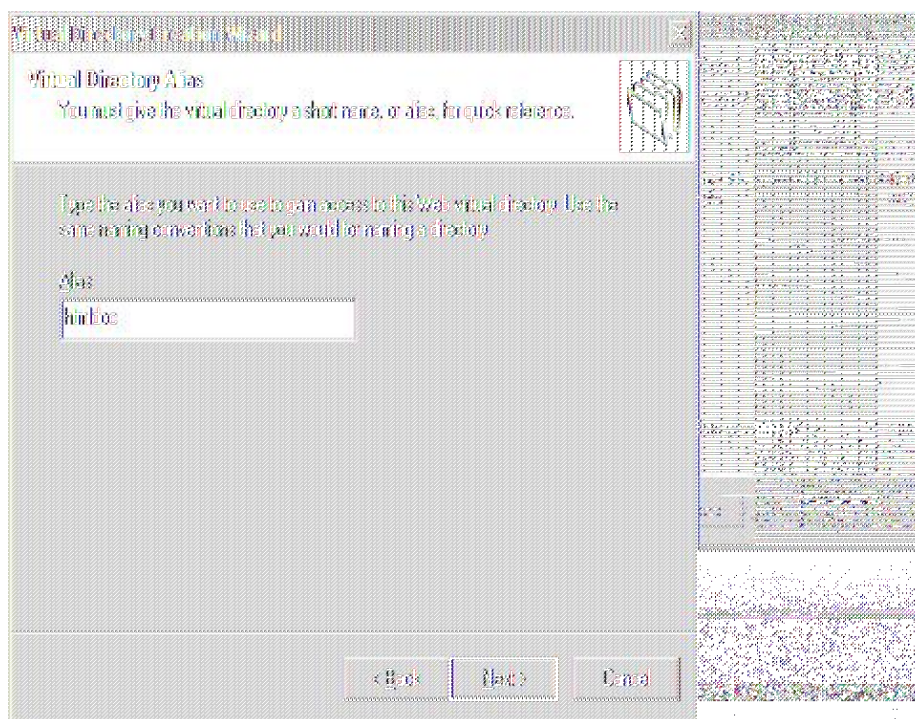 Virtual Directory Creation Wizard
Virtual Directory Alias
You must give the virtual directory a short name, or alias, for quick reference.
Type the alias you want to use to gain access to this Web virtual directory. Use the
same naming conventions that you would for naming a directory.
Alias:
< Back
Next >
Cancel